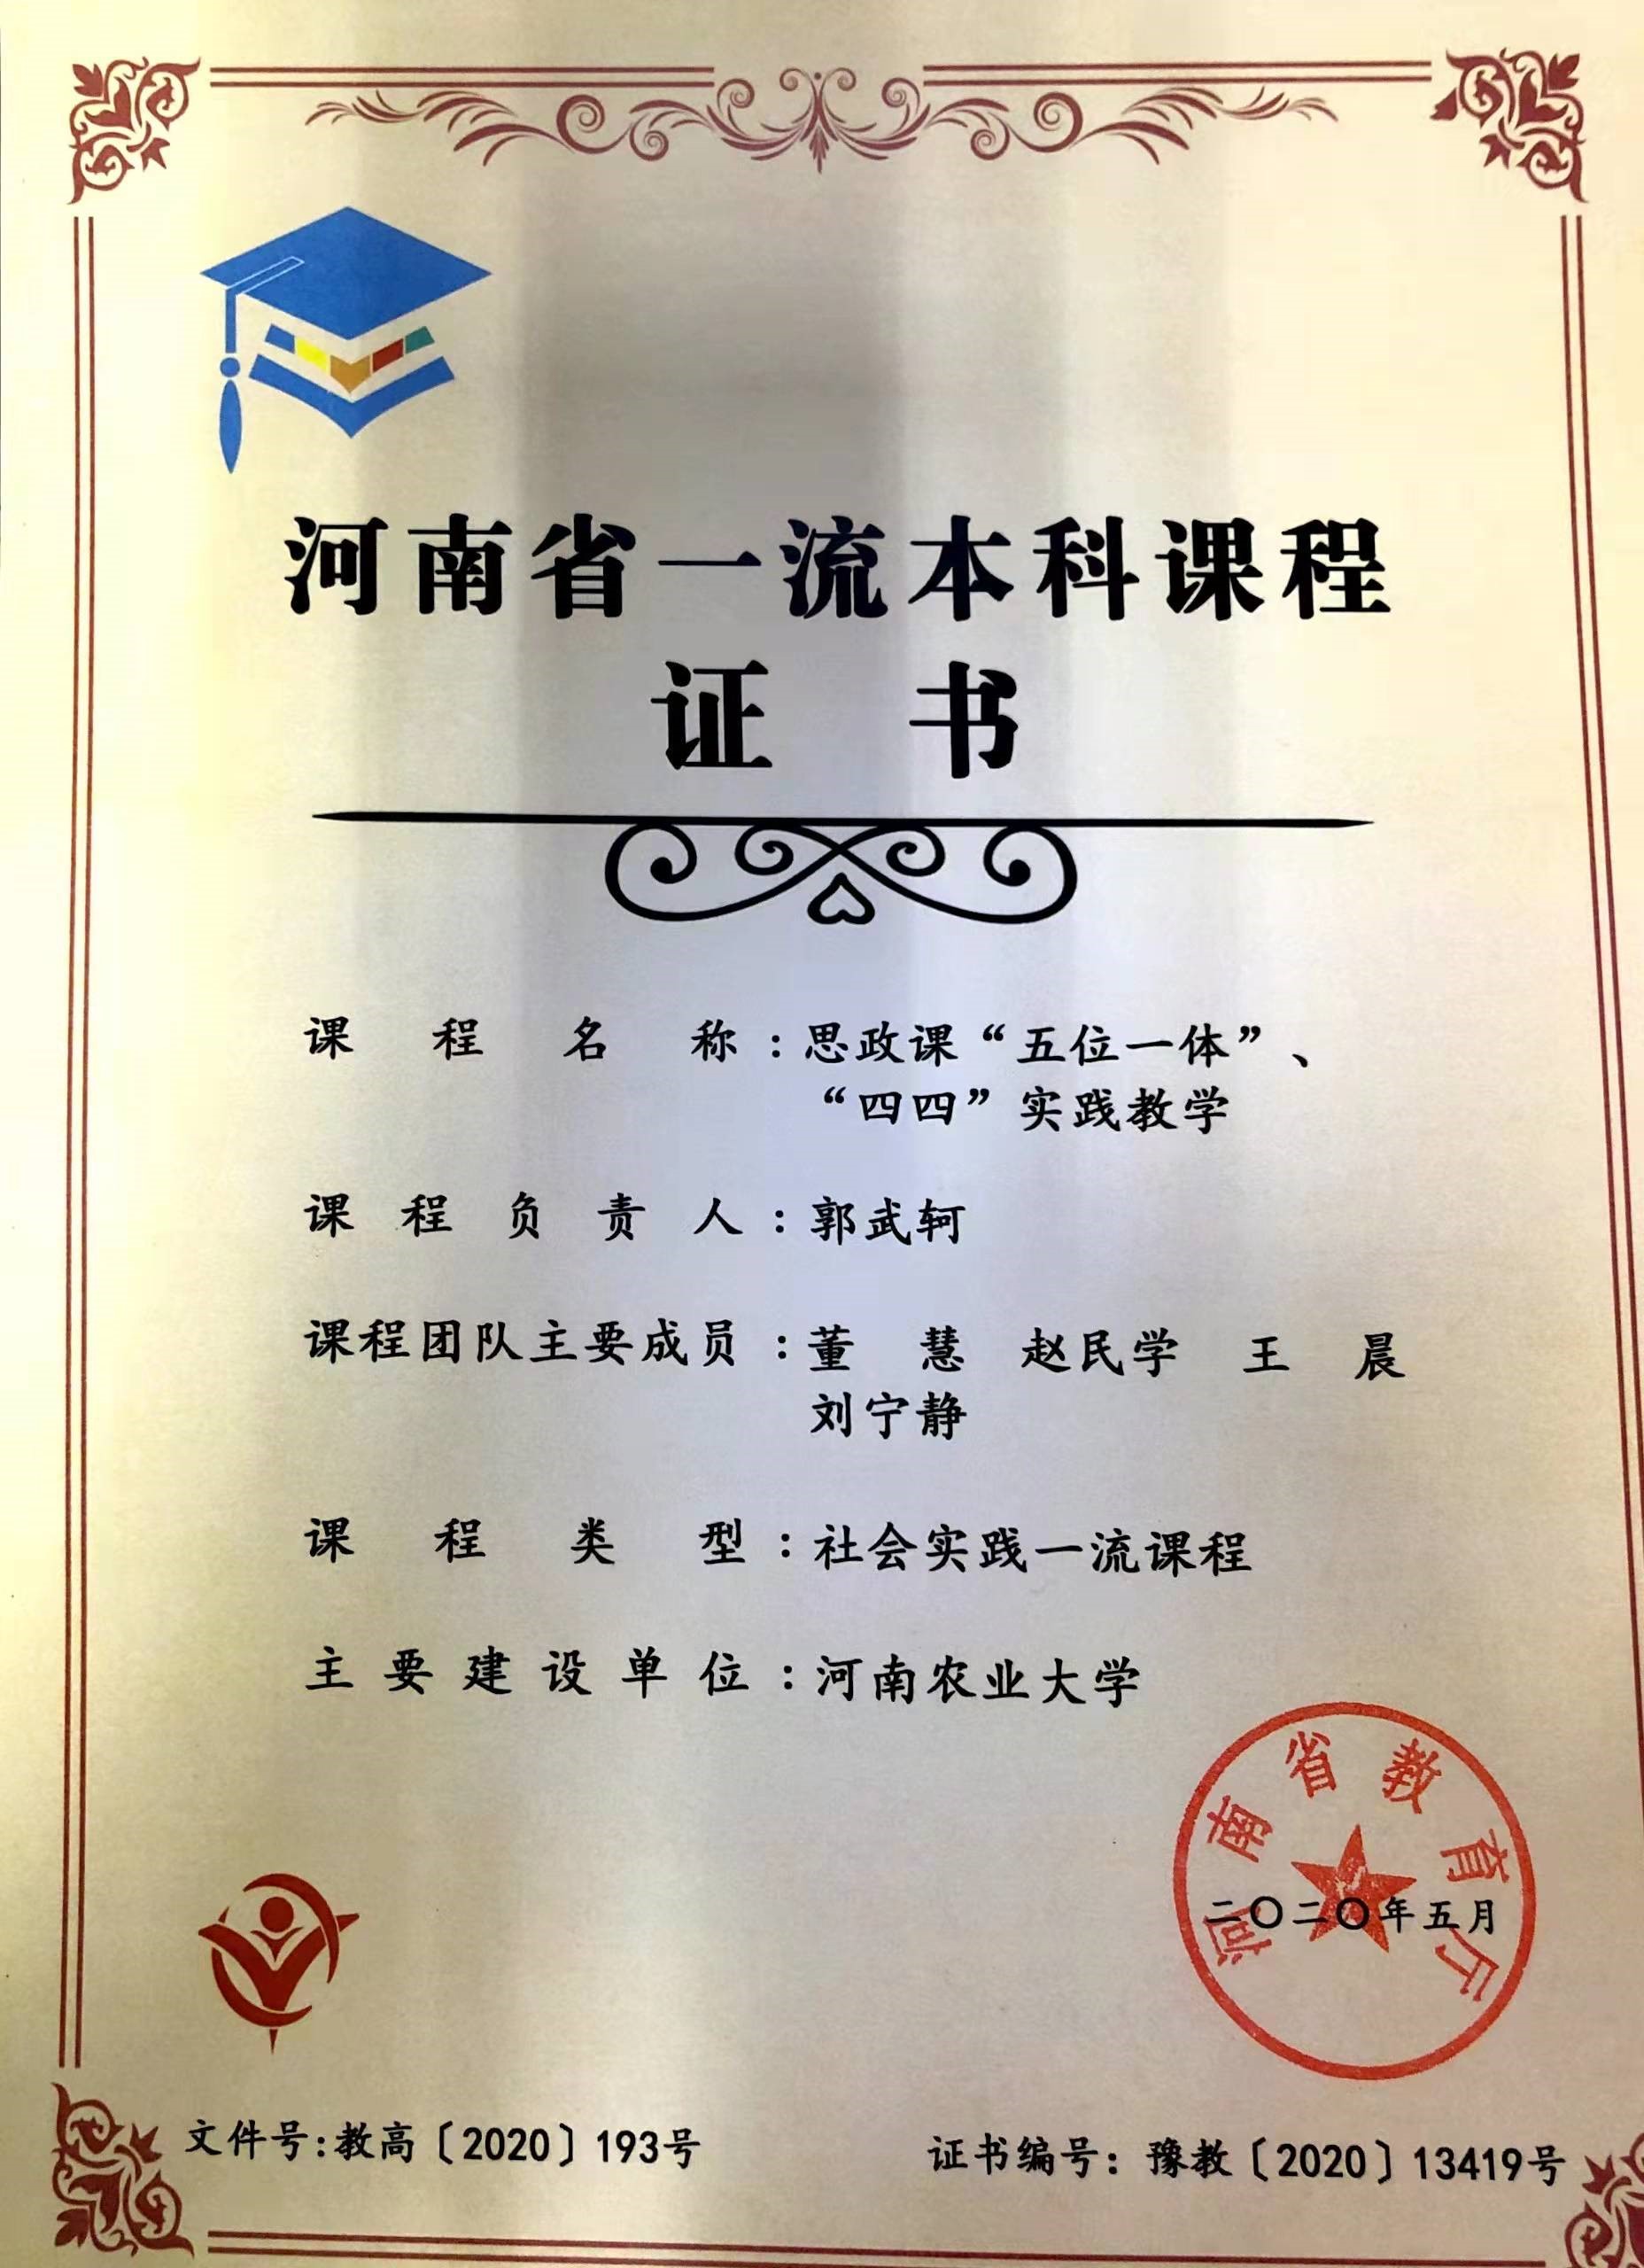 河南省一流本科课程
证书
课程名称：思政课“五位一体”、
“四四”实践教学
课程负责人：郭武轲
课程团队主要成员：董慧 赵民学 王晨
刘宁静
课程类型：社会实践一流课程
主要建设单位：河南农业大学
河南省教育厅
二〇二〇年五月
文件号:教高〔2020〕193号
证书编号：豫教〔2020〕13419号